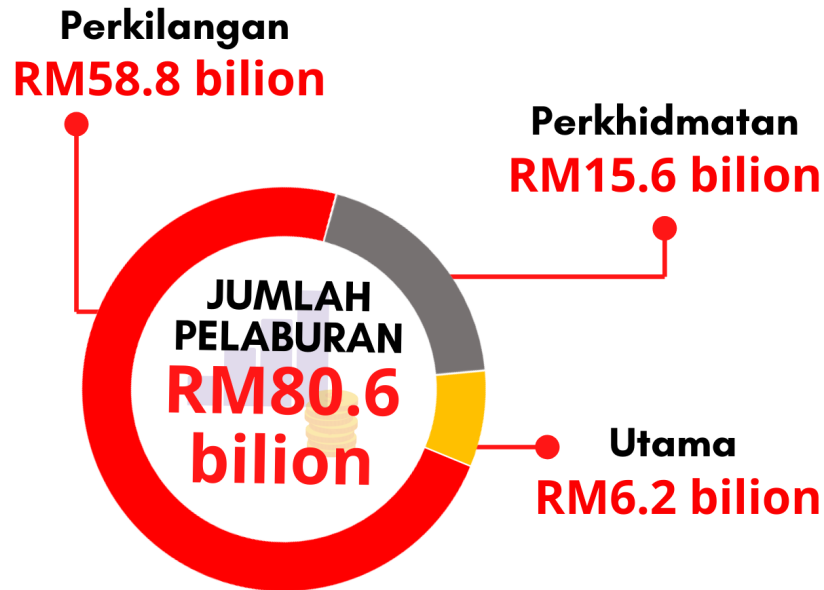 Perkilangan
RM58.8 bilion
Perkhidmatan
RM15.6 bilion
JUMLAH
PELABURAN
RM80.6
bilion
Utama
RM6.2 bilion